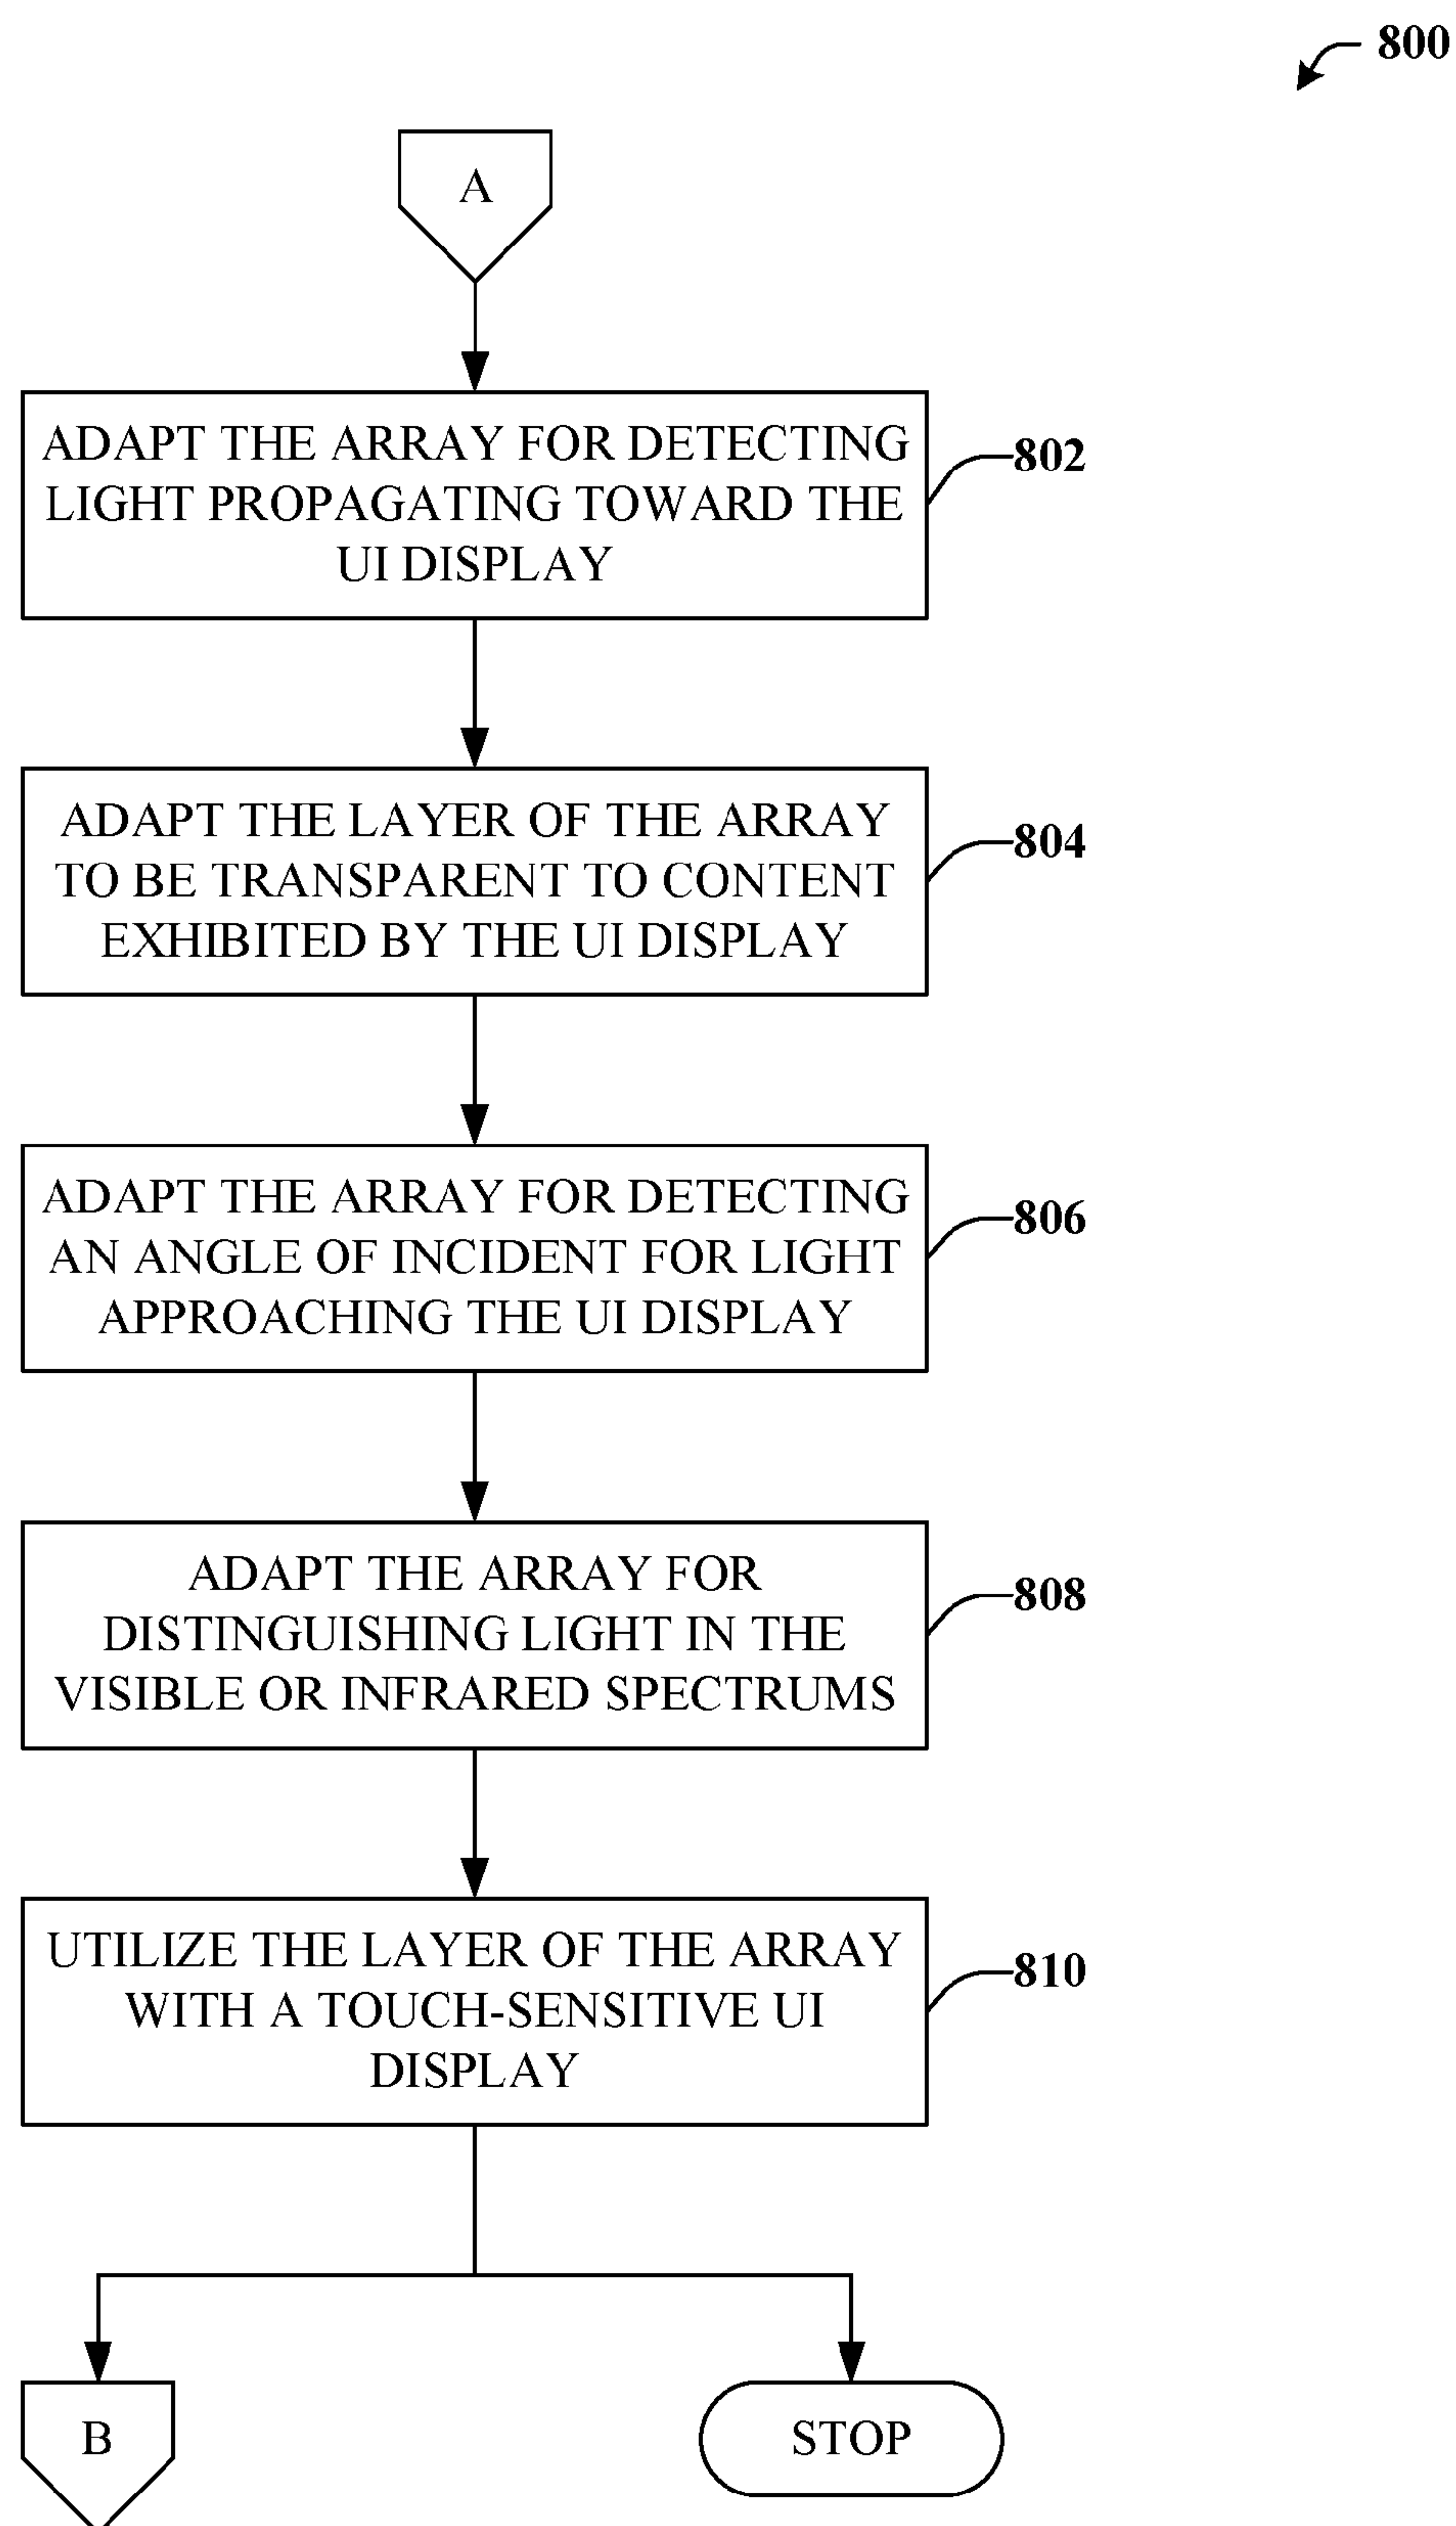 800
A
ADAPT THE ARRAY FOR DETECTING
LIGHT PROPAGATING TOWARD THE
UI DISPLAY
802
ADAPT THE LAYER OF THE ARRAY
TO BE TRANSPARENT TO CONTENT
EXHIBITED BY THE UI DISPLAY
804
ADAPT THE ARRAY FOR DETECTING
AN ANGLE OF INCIDENT FOR LIGHT
APPROACHING THE UI DISPLAY
806
ADAPT THE ARRAY FOR
DISTINGUISHING LIGHT IN THE
VISIBLE OR INFRARED SPECTRUMS
808
UTILIZE THE LAYER OF THE ARRAY
WITH A TOUCH-SENSITIVE UI
DISPLAY
810
B
STOP